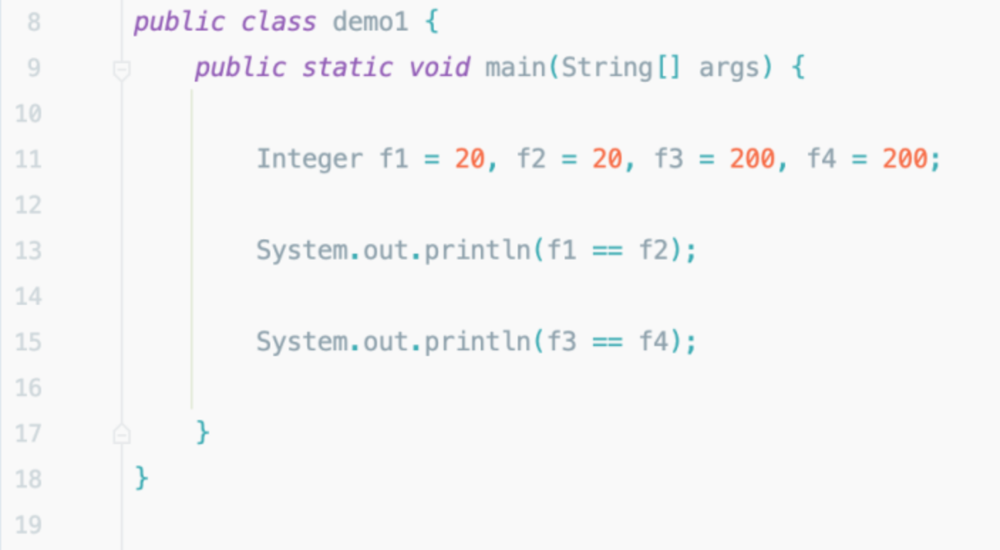 8 public class demo1 {
9 public static void main(String[] args) {
10
11 Integer f1 = 20, f2 = 20, f3 = 200, f4 = 200;
12
13 System.out.println(f1 == f2);
14
15 System.out.println(f3 == f4);
16
17 }
18 }
19